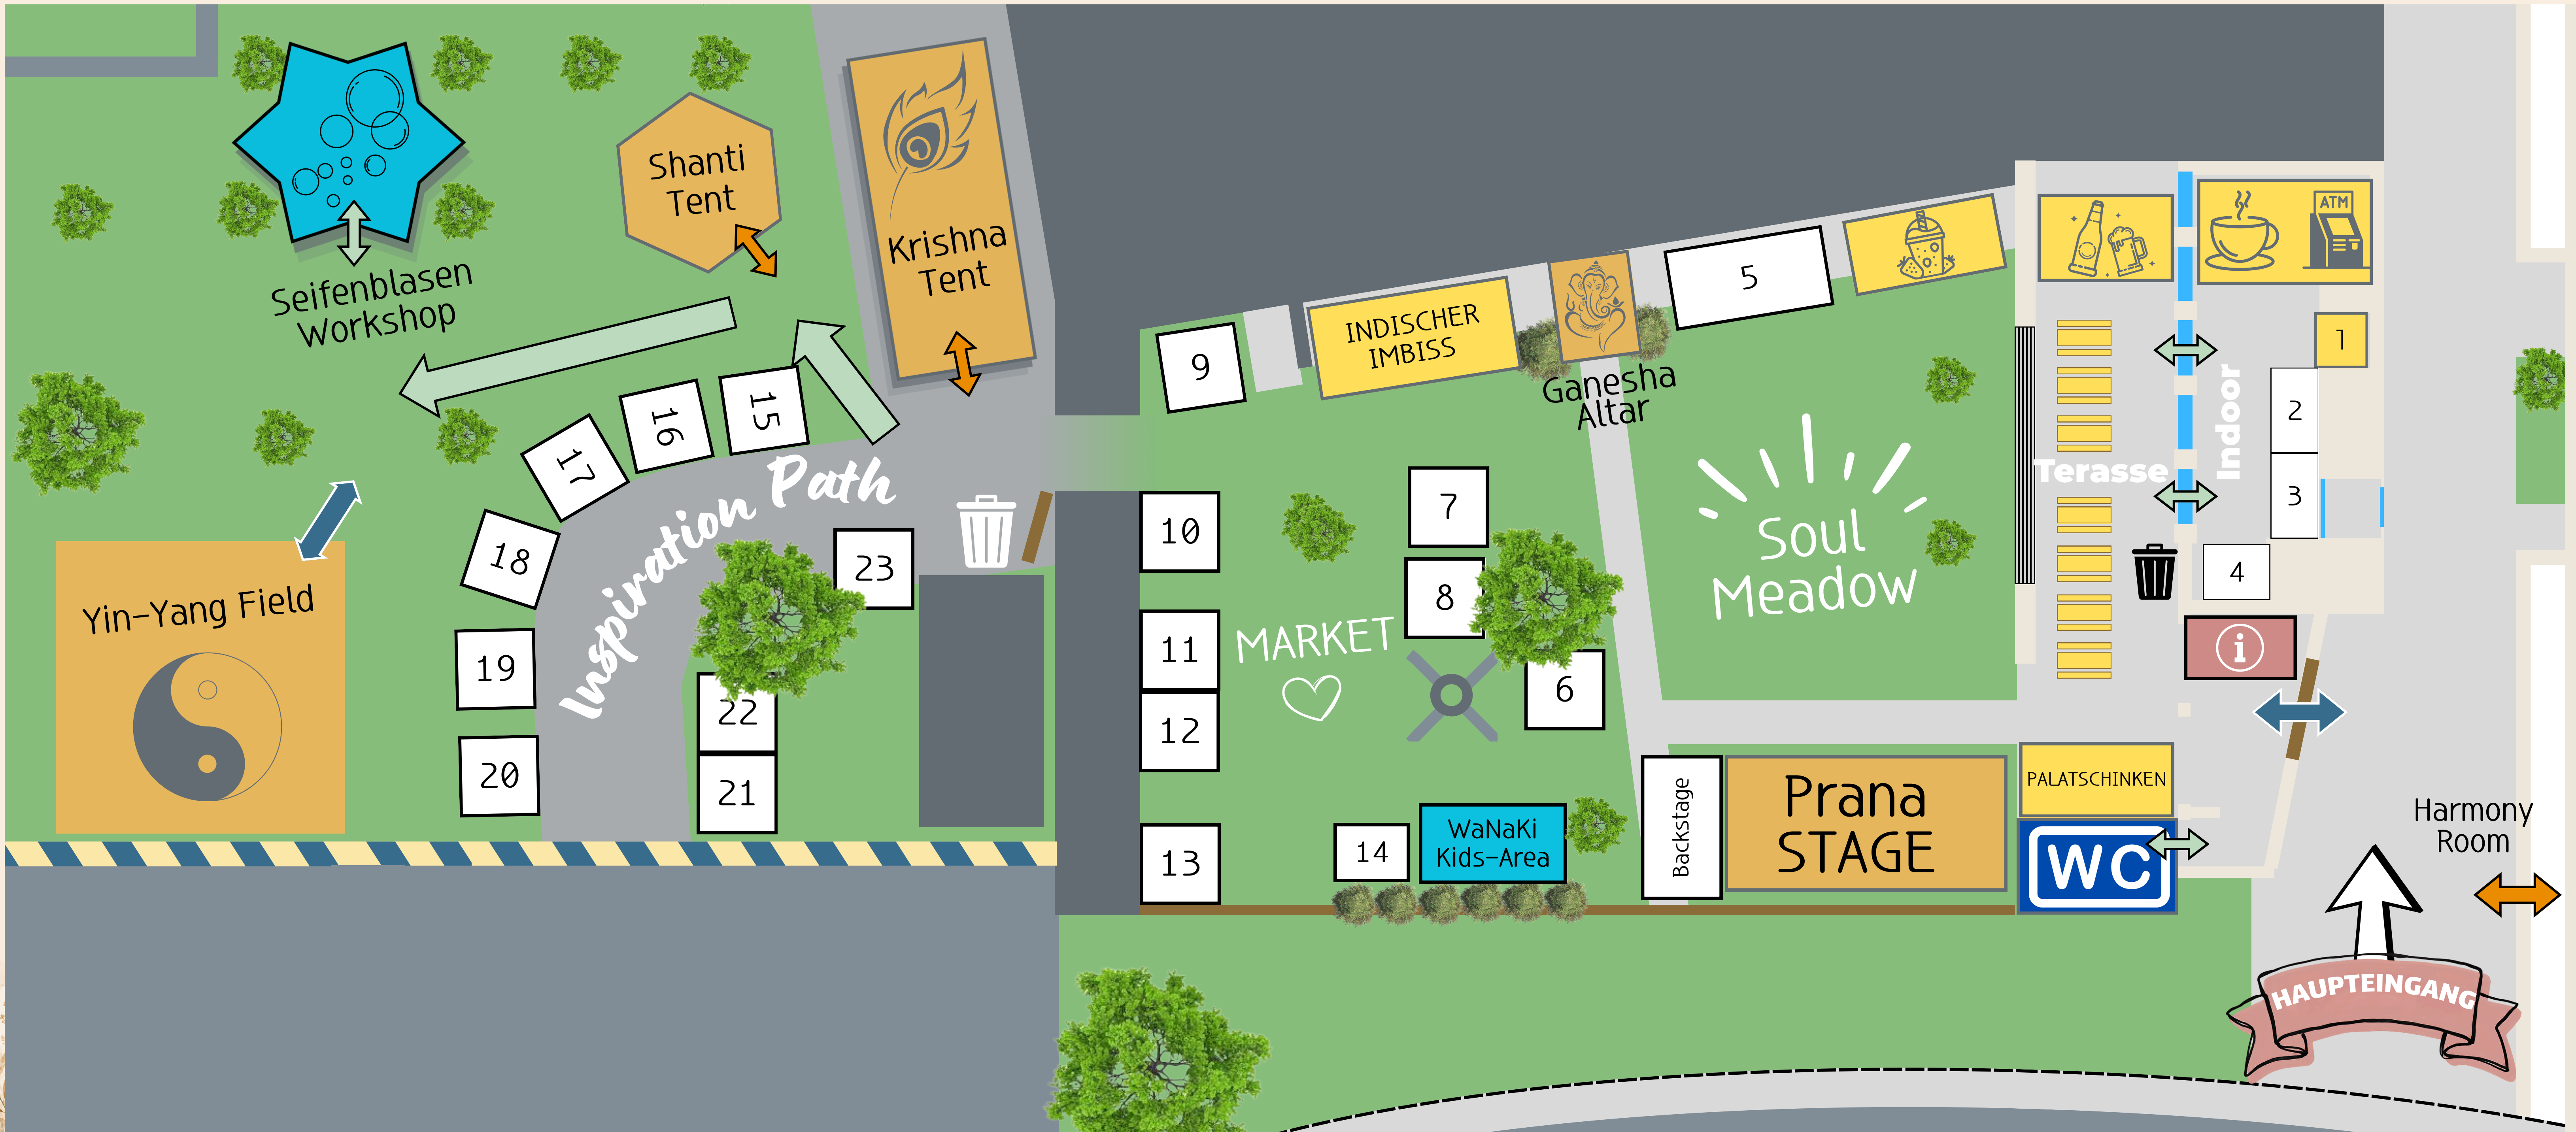 Seifenblasen
Workshop
Shanti
Tent
Krishna
Tent
Yin-Yang Field
Inspiration Path
15
16
17
18
19
20
21
22
23
9
INDISCHER
IMBISS
Ganesha
Altar
5
10
11
12
13
7
8
6
MARKET
14
WaNaKi
Kids-Area
Soul
Meadow
Backstage
Prana
STAGE
ATM
Terasse
Indoor
1
2
3
4
i
PALATSCHINKEN
WC
Harmony
Room
HAUPTEINGANG